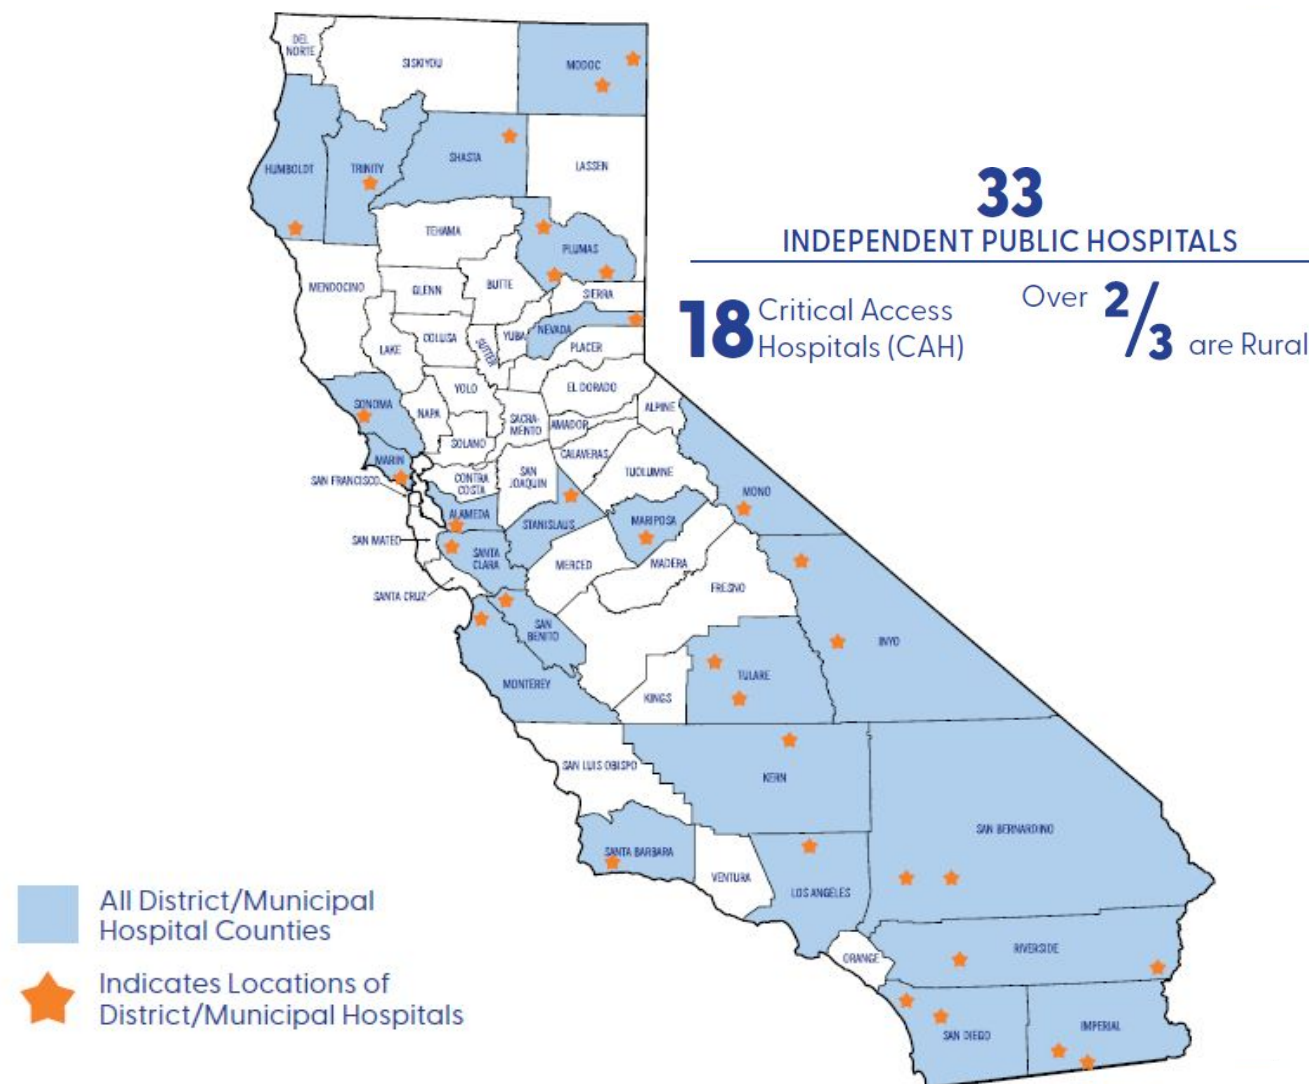 DEL
NORTE
SISKIYOU
MODOC
HUMBOLDT
TRINITY
SHASTA
LASSEN
TEHAMA
PLUMAS
MENDOCINO
GLENN
BUTTE
SIERRA
COLUSA
SUTTER
YUBA
NEVADA
PLACER
LAKE
YOLO
EL DORADO
SONOMA
NAPA
SACRA-
MENTO
AMADOR
ALPINE
SOLANO
CALAVERAS
MARIN
SAN FRANCISCO
CONTRA
COSTA
SAN
JOAQUIN
TUOLUMNE
MONO
ALAMEDA
STANISLAUS
MARIPOSA
SAN MATEO
SANTA
CLARA
MERCED
MADERA
SANTA CRUZ
FRESNO
SAN
BENITO
INYO
MONTEREY
KINGS
TULARE
SAN LUIS OBISPO
KERN
SAN BERNARDINO
SANTA BARBARA
VENTURA
LOS ANGELES
ORANGE
RIVERSIDE
SAN DIEGO
IMPERIAL
33
INDEPENDENT PUBLIC HOSPITALS
18 Critical Access
Hospitals (CAH)
Over 2/3 are Rural
All District/Municipal
Hospital Counties
Indicates Locations of
District/Municipal Hospitals